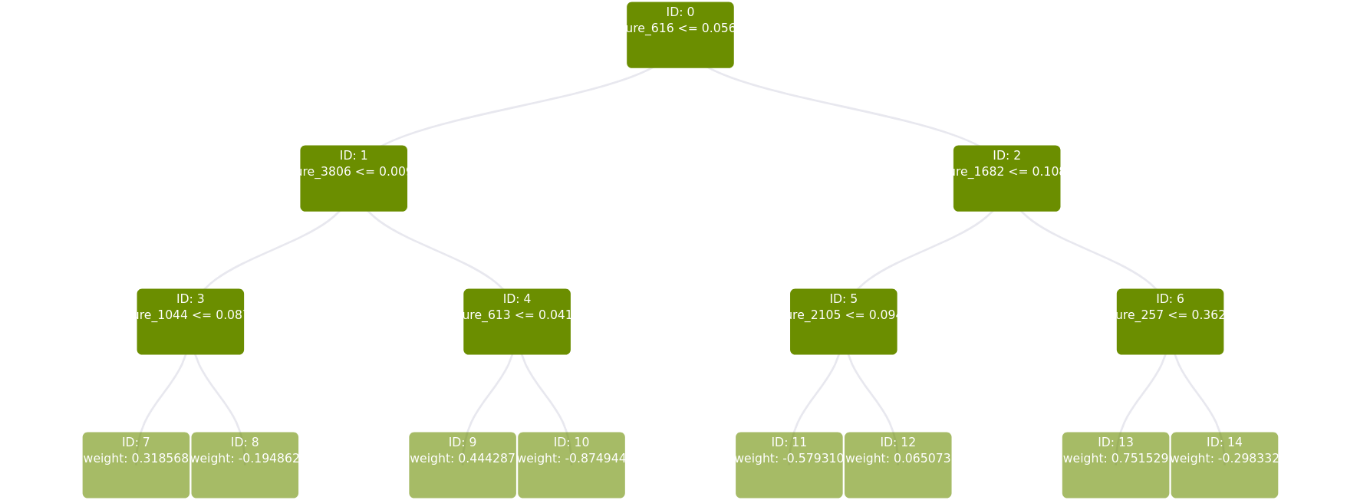 ID: 0
ure_616 <= 0.056
ID: 1
ure_3806 <= 0.00
ID: 2
ure_1682 <= 0.10
ID: 3
ure_1044 <= 0.08
ID: 4
ure_613 <= 0.041
ID: 5
ure_2105 <= 0.09
ID: 6
ure_257 <= 0.362
ID: 7
weight: 0.318568
ID: 8
weight: -0.194862
ID: 9
weight: 0.444287
ID: 10
weight: -0.874944
ID: 11
weight: -0.579310
ID: 12
weight: 0.065073
ID: 13
weight: 0.751529
ID: 14
weight: -0.298332